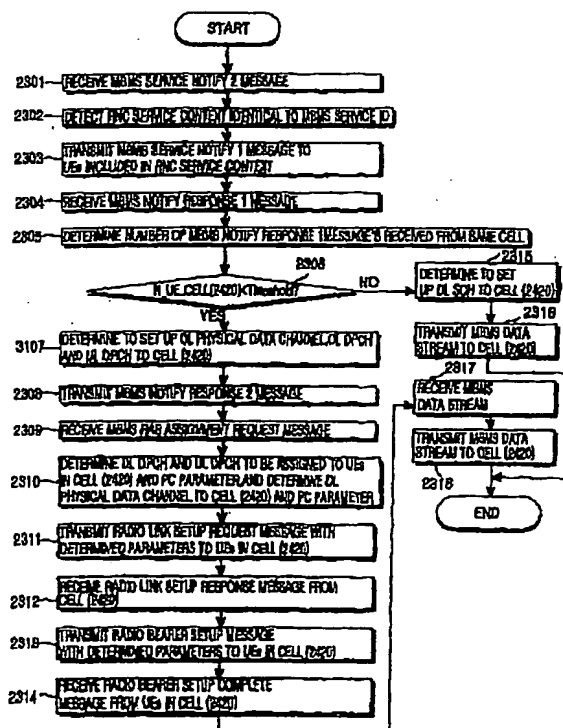 START
2301
RECEIVE MBMS SERVICE NOTIFY 2 MESSAGE
2302
DETECT RNC SERVICE CONTEXT IDENTICAL TO MBMS SERVICE ID
2303
TRANSMIT MBMS SERVICE NOTIFY 1 MESSAGE TO
UEs INCLUDED IN RNC SERVICE CONTEXT
2304
RECEIVE MBMS NOTIFY RESPONSE 1 MESSAGE
2305
DETERMINE NUMBER OF MBMS NOTIFY RESPONSE 1MESSAGE'S RECEIVED FROM SAME CELL
2306
N_UE_CELL(2420)<Threshold?
NO
YES
3107
DETERMINE TO SET UP DL PHYSICAL DATA CHANNEL,DL DPCH
AND UL DPCH TO CELL (2420)
2308
TRANSMIT MBMS NOTIFY RESPONSE 2 MESSAGE
2309
RECEIVE MBMS RAB ASSIGNMENT REQUEST MESSAGE
2310
DETERMINE DL DPCH AND UL DPCH TO BE ASSIGNED TO UEs
IN CELL (2420) AND PC PARAMETER,AND DETERMINE DL
PHYSICAL DATA CHANNEL TO CELL (2420) AND PC PARAMETER
2311
TRANSMIT RADIO LINK SETUP REQUEST MESSAGE WITH
DETERMINED PARAMETERS TO UEs IN CELL (2420)
2312
RECEIVE RADIO LINK SETUP RESPONSE MESSAGE FROM
CELL (2420)
2313
TRANSMIT RADIO BEARER SETUP MESSAGE
WITH DETERMINED PARAMETERS TO UEs IN CELL (2420)
2314
RECEIVE RADIO BEARER SETUP COMPLETE
MESSAGE FROM UEs IN CELL (2420)
2315
DETERMINE TO SET
UP DL SCH TO CELL (2420)
2316
TRANSMIT MBMS DATA
STREAM TO CELL (2420)
2317
RECEIVE MBMS
DATA STREAM
TRANSMIT MBMS DATA
STREAM TO CELL (2420)
2318
END